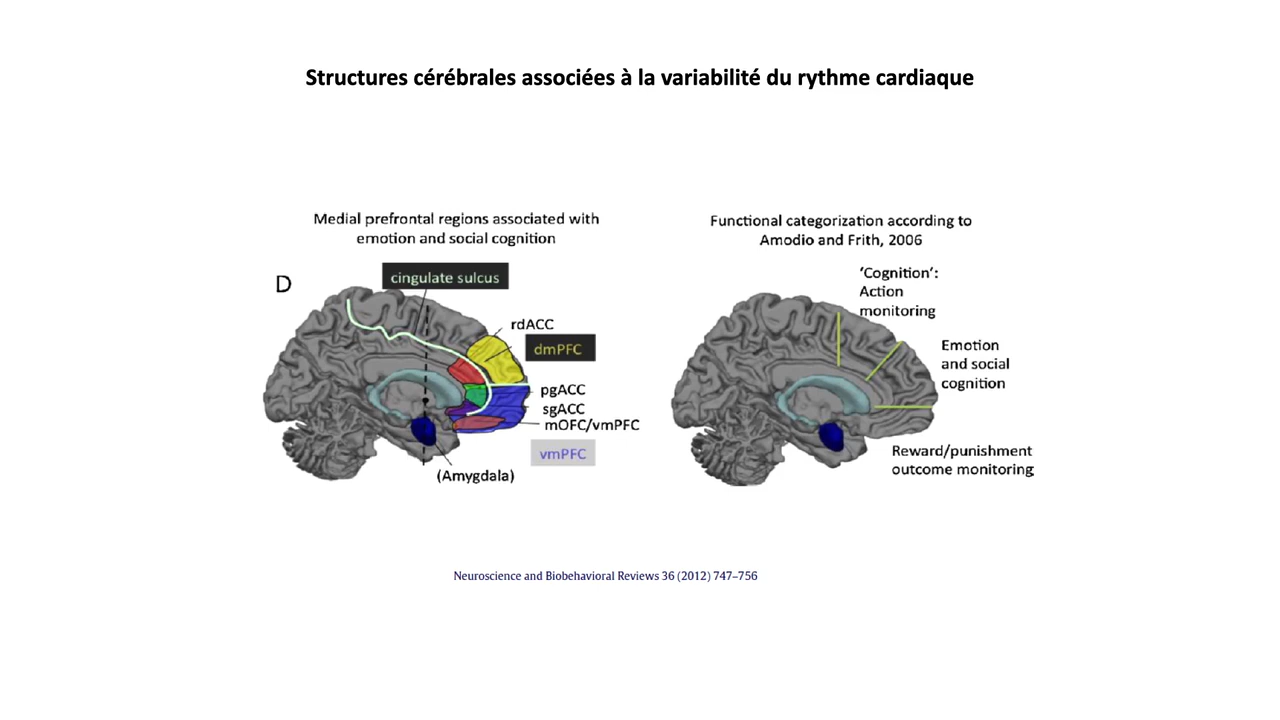 Structures cérébrales associées à la variabilité du rythme cardiaque
Medial prefrontal regions associated with
emotion and social cognition
D
cingulate sulcus
rdACC
dmPFC
pgACC
sgACC
mOFC/vmPFC
vmPFC
(Amygdala)
Functional categorization according to
Amodio and Frith, 2006
‘Cognition’:
Action
monitoring
Emotion
and social
cognition
Reward/punishment
outcome monitoring
Neuroscience and Biobehavioral Reviews 36 (2012) 747–756